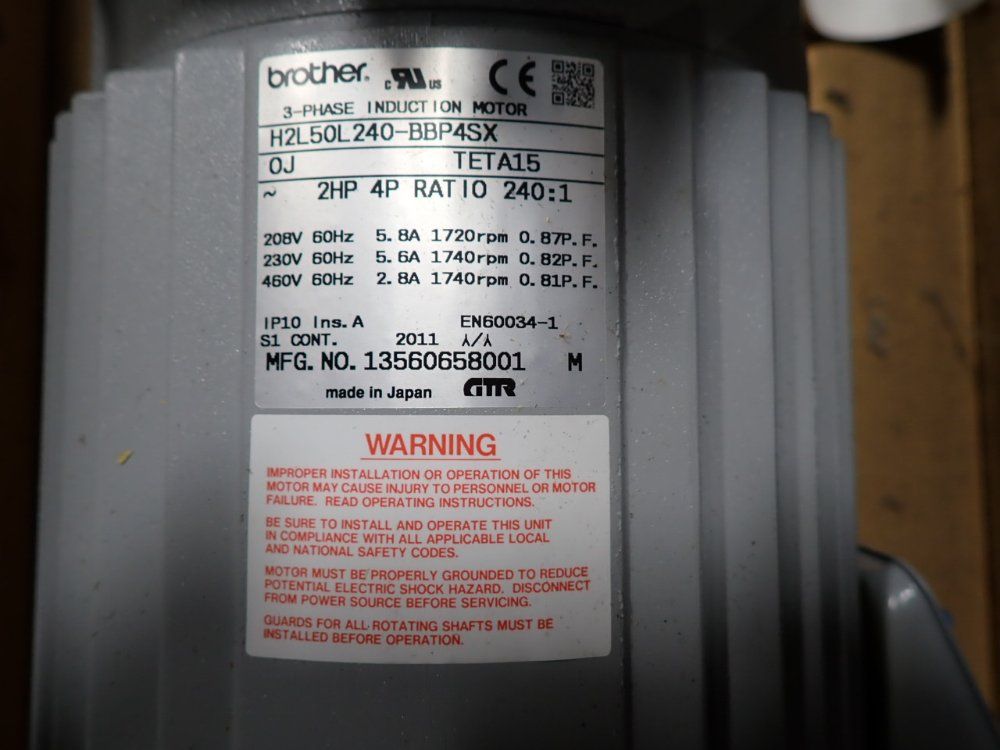 brother.
c RU US CE
3-PHASE INDUCTION MOTOR
H2L50L240-BBP4SX
0J TETA15
~ 2HP 4P RATIO 240:1
208V 60Hz 5.8A 1720rpm 0.87P.F.
230V 60Hz 5.6A 1740rpm 0.82P.F.
460V 60Hz 2.8A 1740rpm 0.81P.F.
IP10 Ins.A EN60034-1
S1 CONT. 2011 ⅄/⅄
MFG.NO.13560658001 M
made in Japan GTR
WARNING
IMPROPER INSTALLATION OR OPERATION OF THIS
MOTOR MAY CAUSE INJURY TO PERSONNEL OR MOTOR
FAILURE. READ OPERATING INSTRUCTIONS.
BE SURE TO INSTALL AND OPERATE THIS UNIT
IN COMPLIANCE WITH ALL APPLICABLE LOCAL
AND NATIONAL SAFETY CODES.
MOTOR MUST BE PROPERLY GROUNDED TO REDUCE
POTENTIAL ELECTRIC SHOCK HAZARD. DISCONNECT
FROM POWER SOURCE BEFORE SERVICING.
GUARDS FOR ALL ROTATING SHAFTS MUST BE
INSTALLED BEFORE OPERATION.